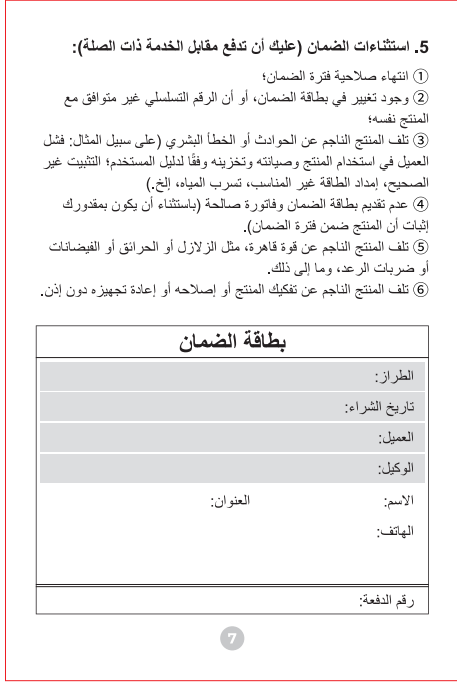 5. استثناءات الضمان (عليك أن تدفع مقابل الخدمة ذات الصلة):
① انتهاء صلاحية فترة الضمان؛
② وجود تغيير في بطاقة الضمان، أو أن الرقم التسلسلي غير متوافق مع
المنتج نفسه؛
③ تلف المنتج الناجم عن الحوادث أو الخطأ البشري (على سبيل المثال: فشل
العميل في استخدام المنتج وصيانته وتخزينه وفقًا لدليل المستخدم؛ التثبيت غير
الصحيح، إمداد الطاقة غير المناسب، تسرب المياه، إلخ.)
④ عدم تقديم بطاقة الضمان وفاتورة صالحة (باستثناء أن يكون بمقدورك
إثبات أن المنتج ضمن فترة الضمان).
⑤ تلف المنتج الناجم عن قوة قاهرة، مثل الزلازل أو الحرائق أو الفيضانات
أو ضربات الرعد، وما إلى ذلك.
⑥ تلف المنتج الناجم عن تفكيك المنتج أو إصلاحه أو إعادة تجهيزه دون إذن.
بطاقة الضمان
الطراز:
تاريخ الشراء:
العميل:
الوكيل:
الاسم: العنوان:
الهاتف:
رقم الدفعة:
7